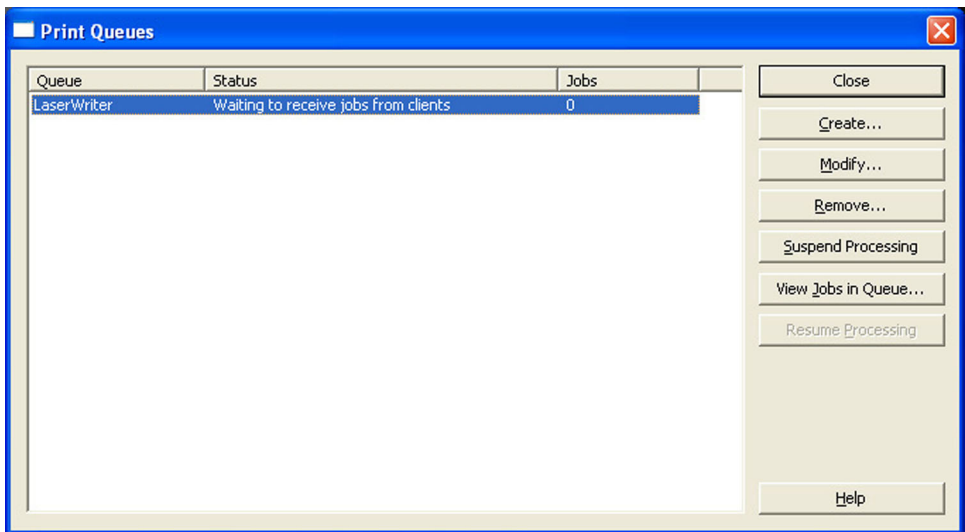 Print Queues
Queue Status Jobs
LaserWriter Waiting to receive jobs from clients 0
Close
Create...
Modify...
Remove...
Suspend Processing
View Jobs in Queue...
Resume Processing
Help